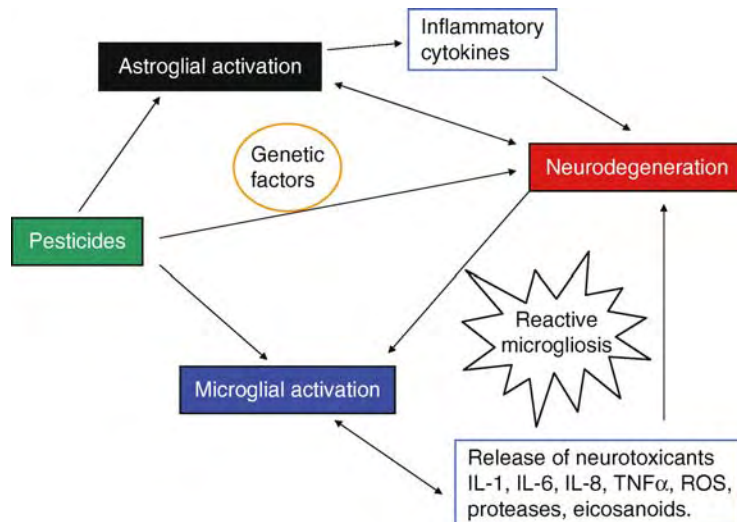 Inflammatory
cytokines
Astroglial activation
Genetic
factors
Neurodegeneration
Pesticides
Reactive
microgliosis
Microglial activation
Release of neurotoxicants
IL-1, IL-6, IL-8, TNFα, ROS,
proteases, eicosanoids.